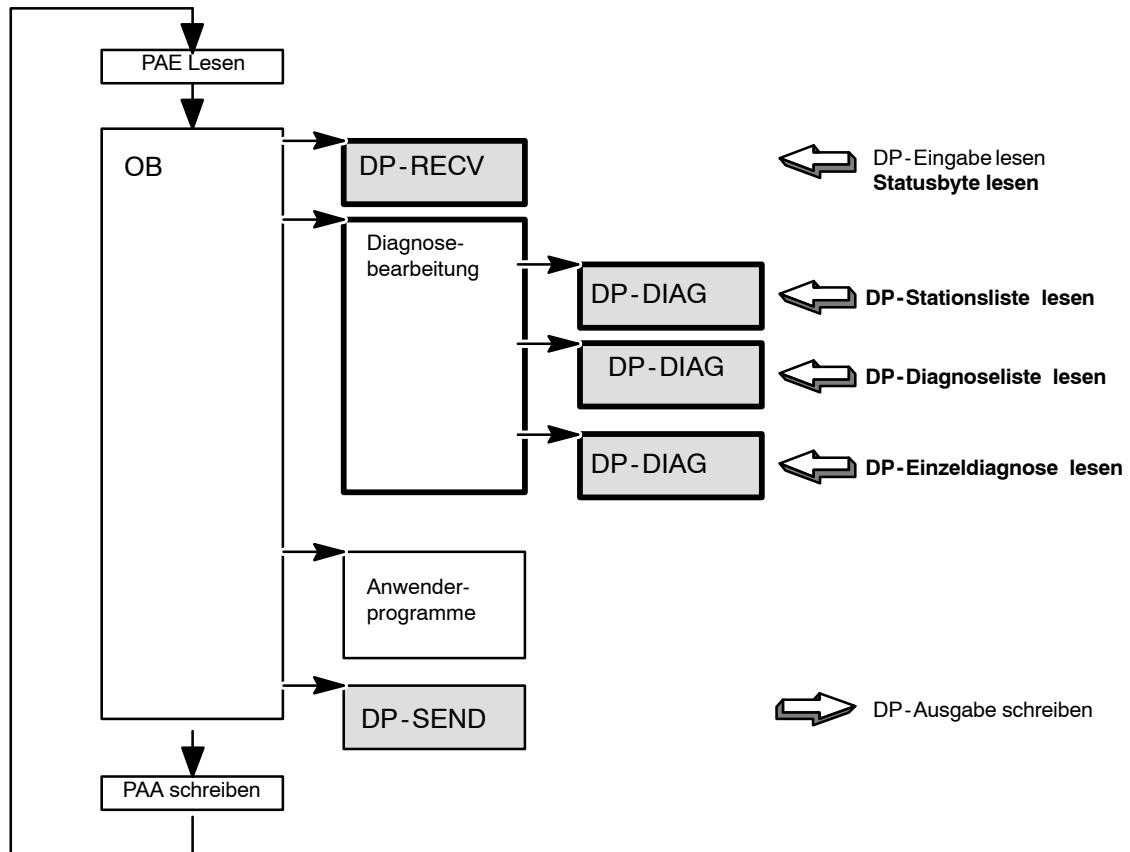 PAE Lesen
OB
DP-RECV
DP-Eingabe lesen
Statusbyte lesen
Diagnose-
bearbeitung
DP-DIAG
DP-Stationsliste lesen
DP-DIAG
DP-Diagnoseliste lesen
DP-DIAG
DP-Einzeldiagnose lesen
Anwender-
programme
DP-SEND
DP-Ausgabe schreiben
PAA schreiben